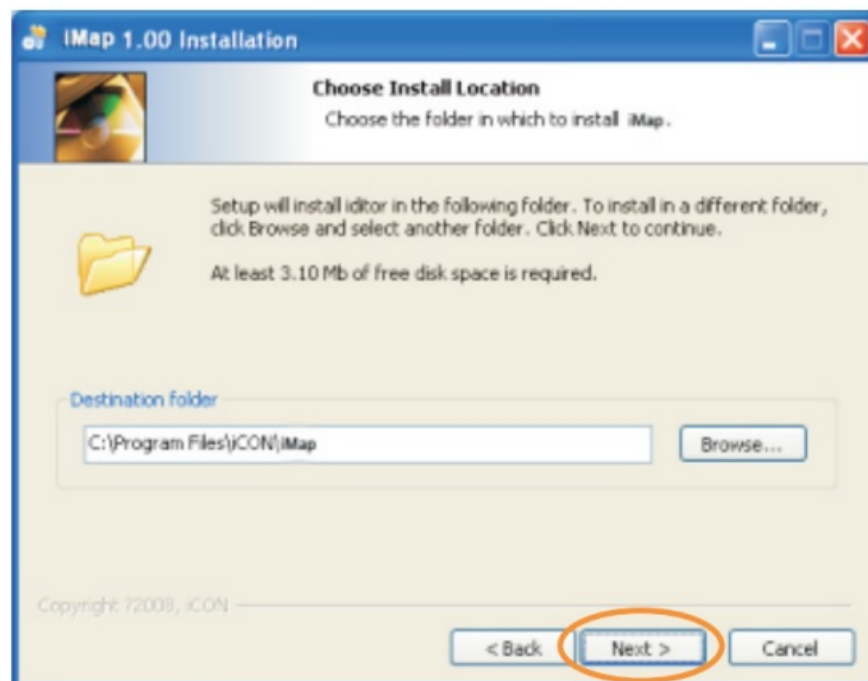 iMap 1.00 Installation
Choose Install Location
Choose the folder in which to install iMap.
Setup will install iditor in the following folder. To install in a different folder,
click Browse and select another folder. Click Next to continue.
At least 3.10 Mb of free disk space is required.
Destination folder
C:\Program Files\iCON\iMap
Browse...
Copyright ?2008, iCON
< Back
Next >
Cancel